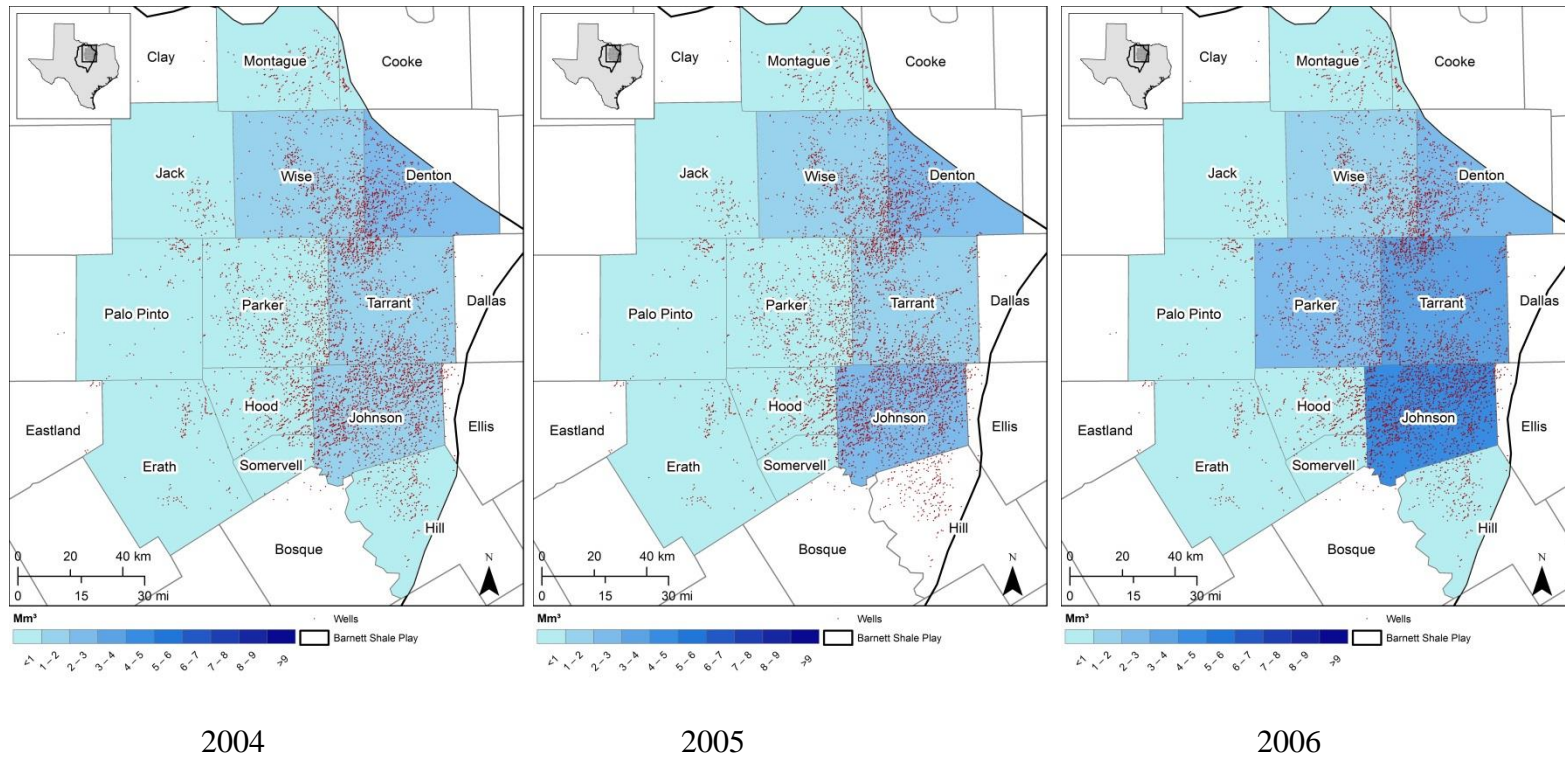 Clay
Montague
Cooke
Jack
Wise
Denton
Palo Pinto
Parker
Tarrant
Dallas
Eastland
Erath
Hood
Somervell
Johnson
Ellis
Bosque
Hill
0 20 40 km
0 15 30 mi
N
Mm³
<1 1 – 2 2 – 3 3 – 4 4 – 5 5 – 6 6 – 7 7 – 8 8 – 9 >9
Wells
Barnett Shale Play
2004
Clay
Montague
Cooke
Jack
Wise
Denton
Palo Pinto
Parker
Tarrant
Dallas
Eastland
Erath
Hood
Somervell
Johnson
Ellis
Bosque
Hill
0 20 40 km
0 15 30 mi
N
Mm³
<1 1 – 2 2 – 3 3 – 4 4 – 5 5 – 6 6 – 7 7 – 8 8 – 9 >9
Wells
Barnett Shale Play
2005
Clay
Montague
Cooke
Jack
Wise
Denton
Palo Pinto
Parker
Tarrant
Dallas
Eastland
Erath
Hood
Somervell
Johnson
Ellis
Bosque
Hill
0 20 40 km
0 15 30 mi
N
Mm³
<1 1 – 2 2 – 3 3 – 4 4 – 5 5 – 6 6 – 7 7 – 8 8 – 9 >9
Wells
Barnett Shale Play
2006